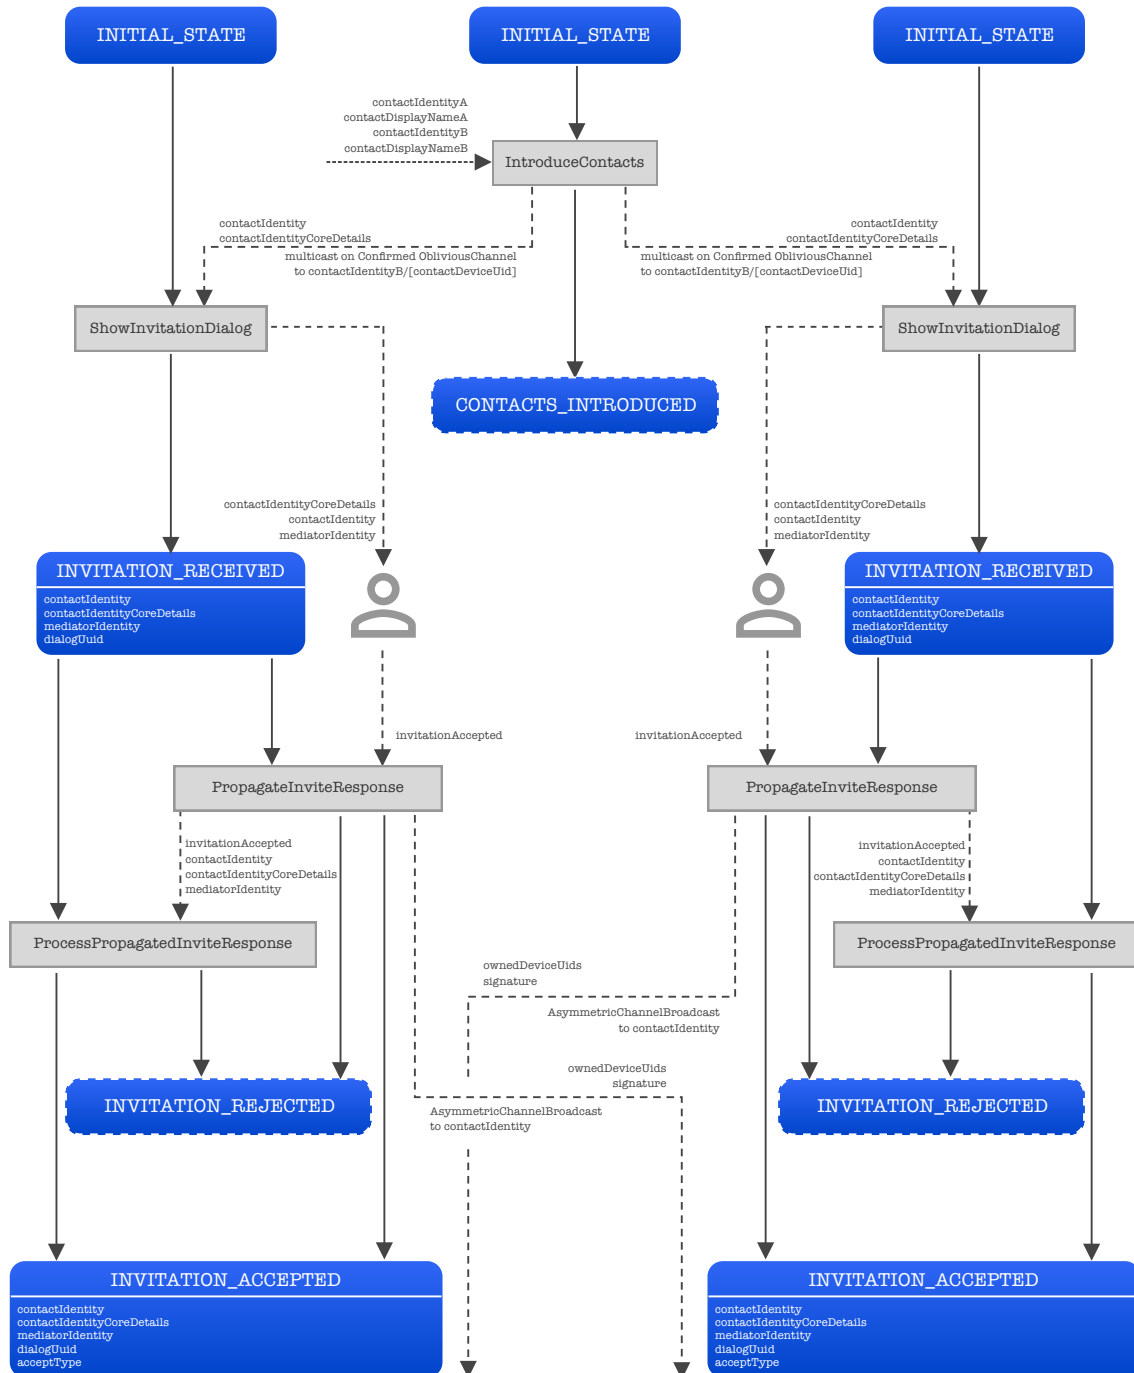 INITIAL_STATE
INITIAL_STATE
INITIAL_STATE
contactIdentityA
contactDisplayNameA
contactIdentityB
contactDisplayNameB
IntroduceContacts
contactIdentity
contactIdentityCoreDetails
multicast on Confirmed ObliviousChannel
to contactIdentityB/[contactDeviceUid]
contactIdentity
contactIdentityCoreDetails
multicast on Confirmed ObliviousChannel
to contactIdentityB/[contactDeviceUid]
ShowInvitationDialog
ShowInvitationDialog
CONTACTS_INTRODUCED
contactIdentityCoreDetails
contactIdentity
mediatorIdentity
contactIdentityCoreDetails
contactIdentity
mediatorIdentity
INVITATION_RECEIVED
contactIdentity
contactIdentityCoreDetails
mediatorIdentity
dialogUuid
INVITATION_RECEIVED
contactIdentity
contactIdentityCoreDetails
mediatorIdentity
dialogUuid
invitationAccepted
invitationAccepted
PropagateInviteResponse
PropagateInviteResponse
invitationAccepted
contactIdentity
contactIdentityCoreDetails
mediatorIdentity
invitationAccepted
contactIdentity
contactIdentityCoreDetails
mediatorIdentity
ProcessPropagatedInviteResponse
ProcessPropagatedInviteResponse
ownedDeviceUids
signature
AsymmetricChannelBroadcast
to contactIdentity
ownedDeviceUids
signature
AsymmetricChannelBroadcast
to contactIdentity
INVITATION_REJECTED
INVITATION_REJECTED
INVITATION_ACCEPTED
contactIdentity
contactIdentityCoreDetails
mediatorIdentity
dialogUuid
acceptType
INVITATION_ACCEPTED
contactIdentity
contactIdentityCoreDetails
mediatorIdentity
dialogUuid
acceptType